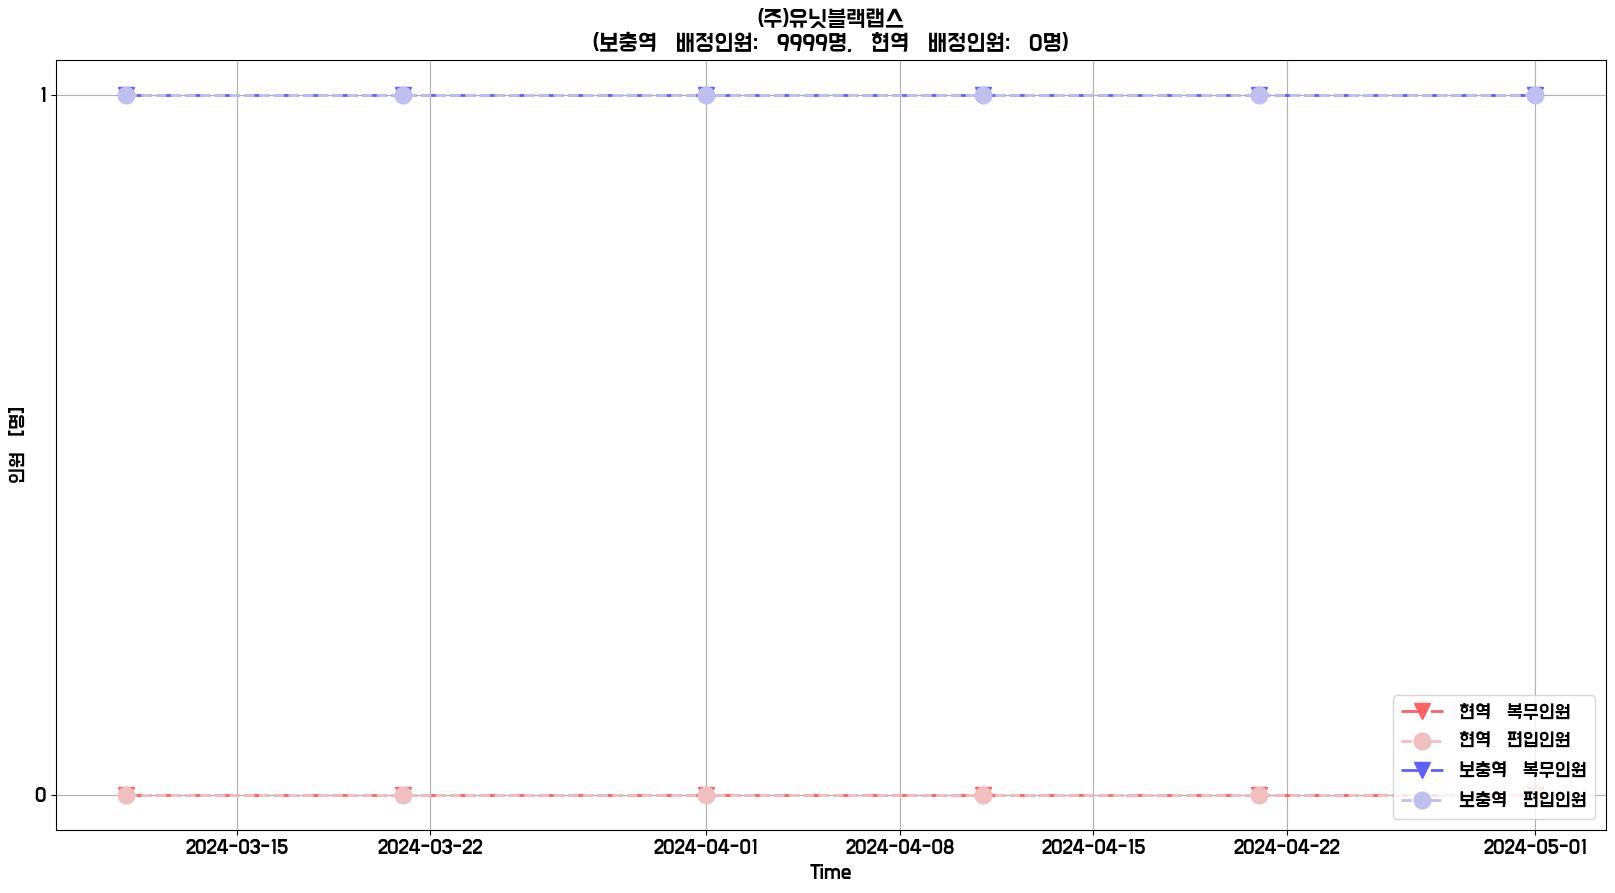 (주)유닛블랙랩스
(보충역 배정인원: 9999명, 현역 배정인원: 0명)
1
인원 [명]
0
현역 복무인원
현역 편입인원
보충역 복무인원
보충역 편입인원
2024-03-15 2024-03-22 2024-04-01 2024-04-08 2024-04-15 2024-04-22 2024-05-01
Time